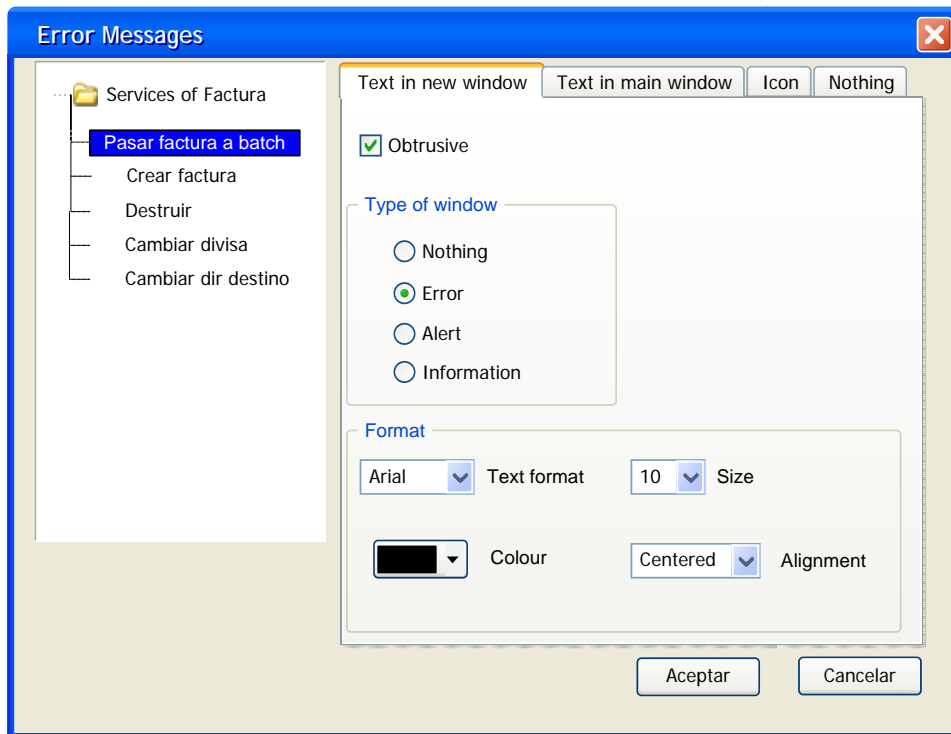 Error Messages
Services of Factura
Pasar factura a batch
Crear factura
Destruir
Cambiar divisa
Cambiar dir destino
Text in new window
Text in main window
Icon
Nothing
Obtrusive
Type of window
Nothing
Error
Alert
Information
Format
Arial
Text format
10
Size
Colour
Centered
Alignment
Aceptar
Cancelar